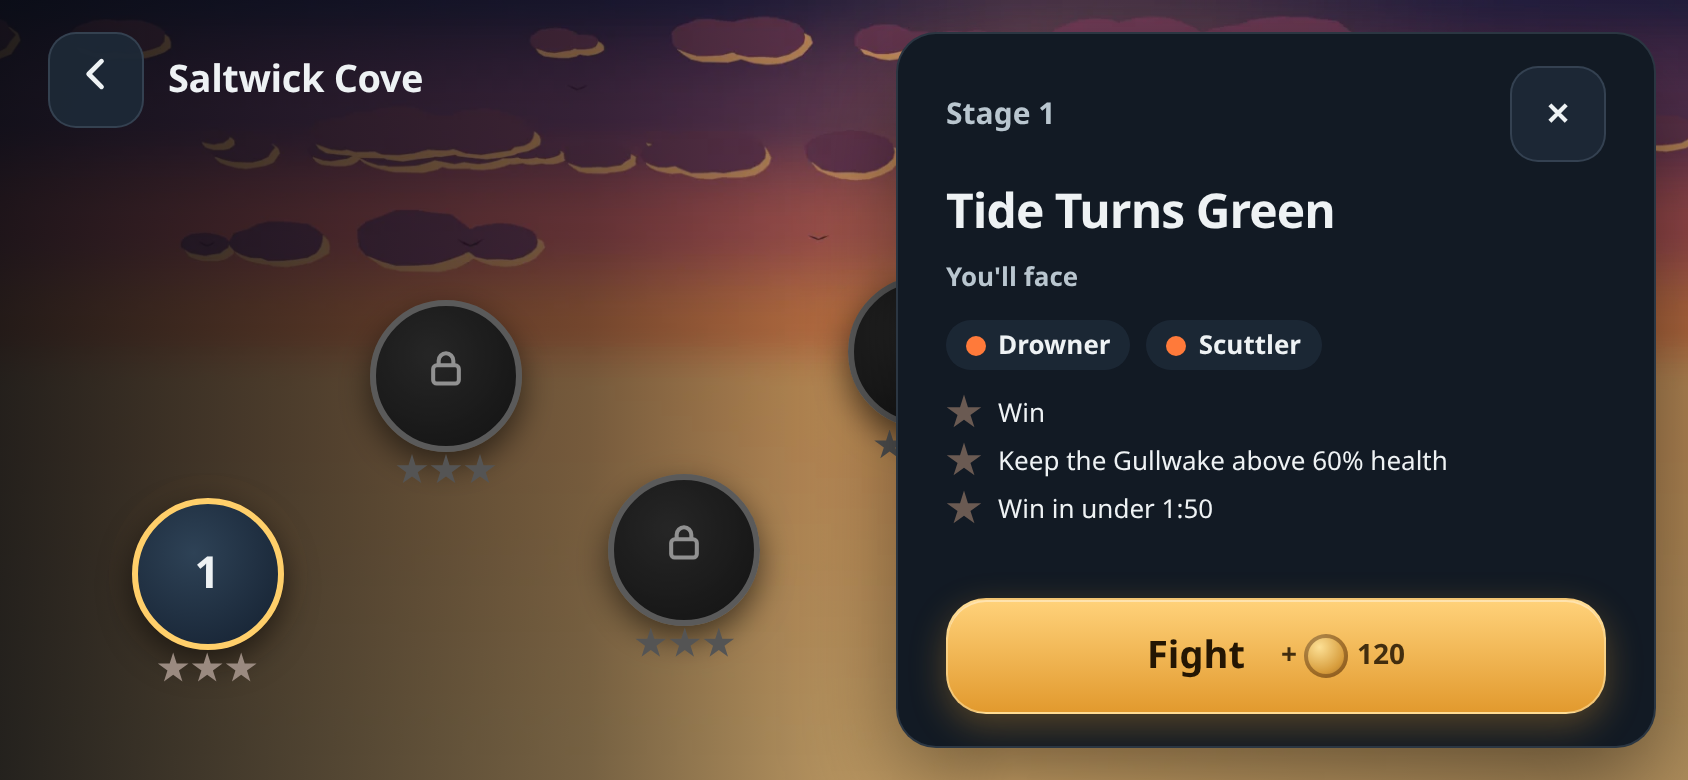 Saltwick Cove
Stage 1
Tide Turns Green
You'll face
Drowner
Scuttler
Win
Keep the Gullwake above 60% health
Win in under 1:50
1
Fight + 120